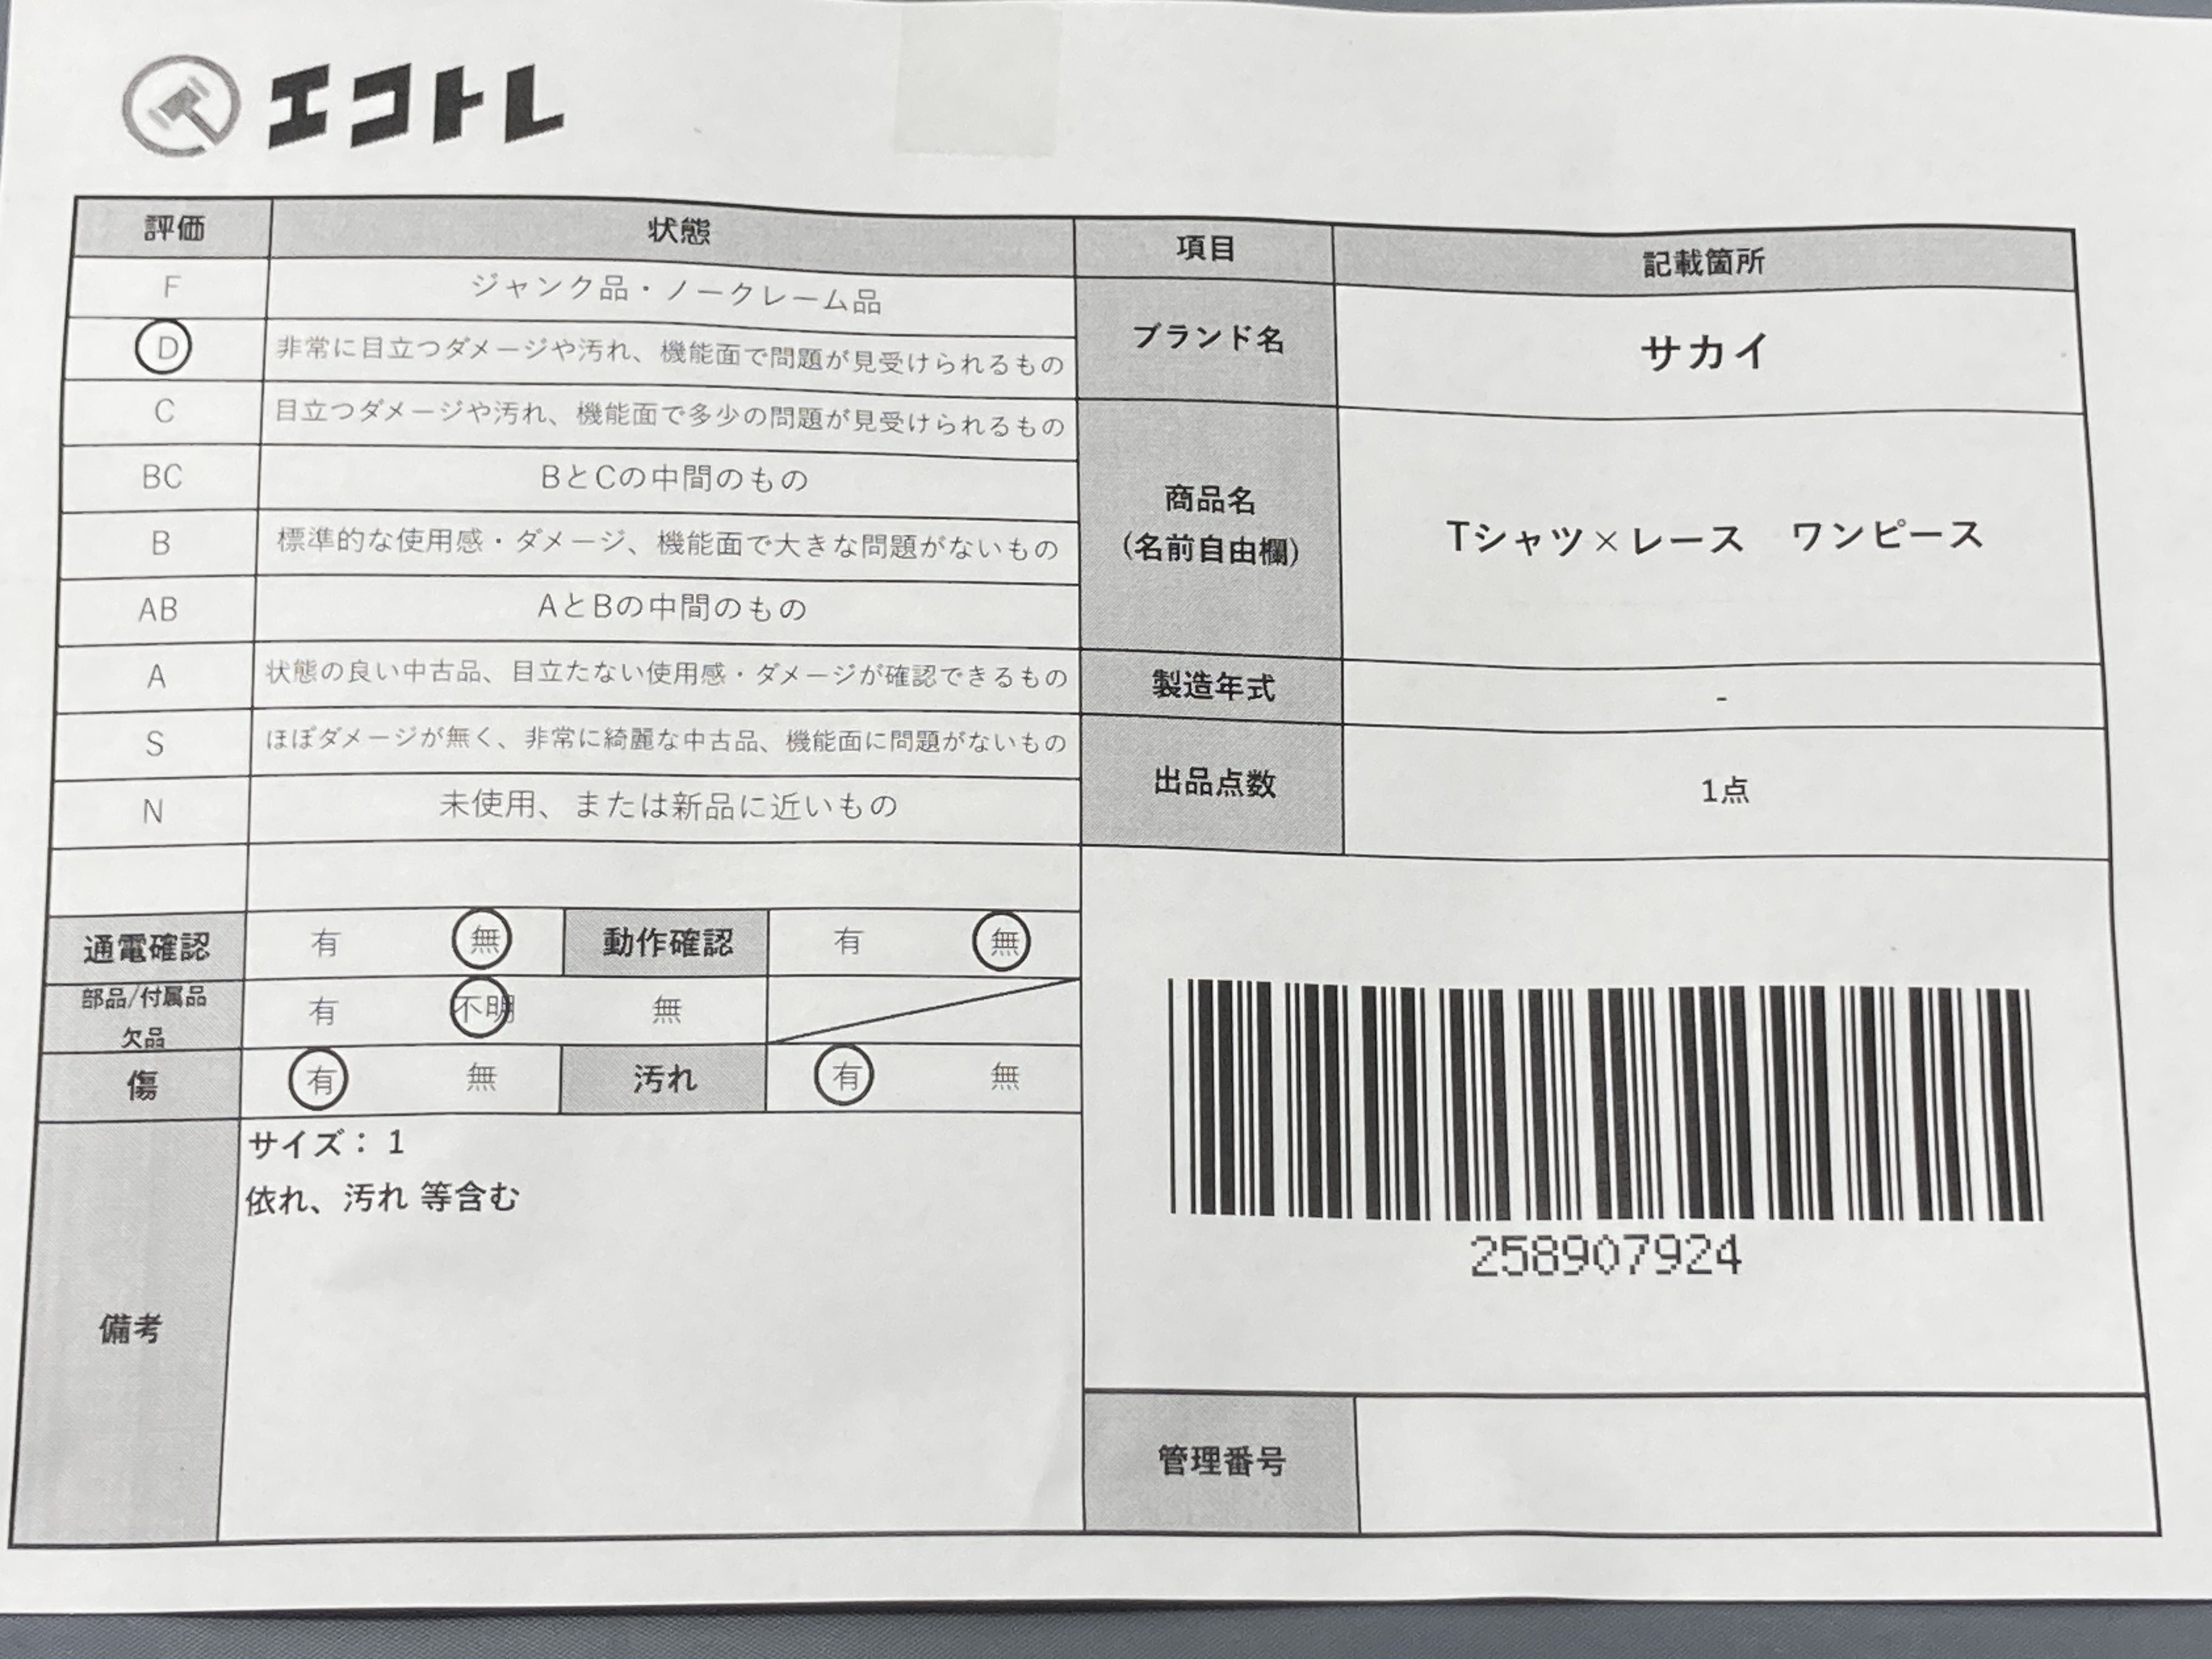 エコトレ
評価 状態 項目 記載箇所
F ジャンク品・ノークレーム品
D 非常に目立つダメージや汚れ、機能面で問題が見受けられるもの
ブランド名 サカイ
C 目立つダメージや汚れ、機能面で多少の問題が見受けられるもの
BC BとCの中間のもの
商品名
(名前自由欄)
Tシャツ×レース　ワンピース
B 標準的な使用感・ダメージ、機能面で大きな問題がないもの
AB AとBの中間のもの
A 状態の良い中古品、目立たない使用感・ダメージが確認できるもの
製造年式 -
S ほぼダメージが無く、非常に綺麗な中古品、機能面に問題がないもの
出品点数 1点
N 未使用、または新品に近いもの
通電確認 有 無 動作確認 有 無
部品/付属品
欠品
有 不明 無
傷 有 無 汚れ 有 無
備考
サイズ： 1
依れ、汚れ 等含む
258907924
管理番号